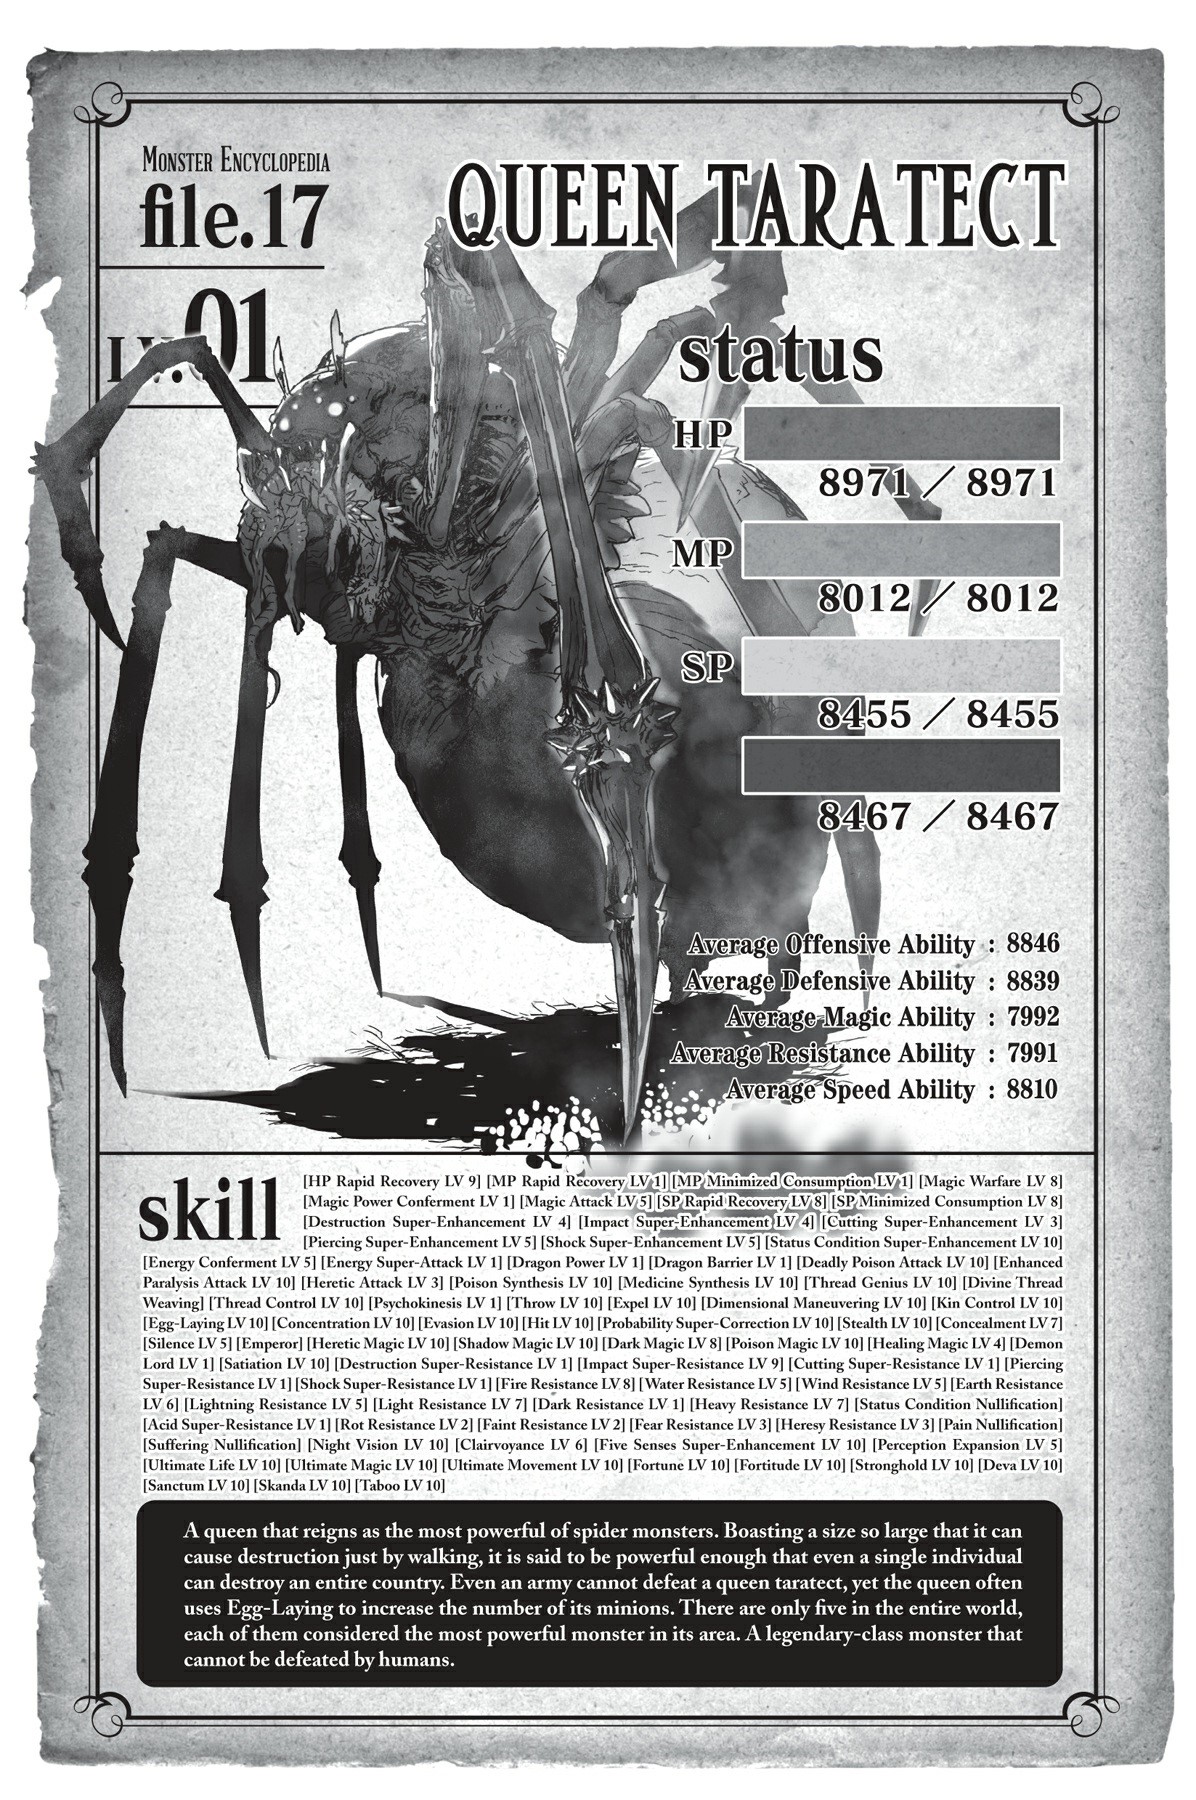 MONSTER ENCYCLOPEDIA
file.17
QUEEN TARATECT
LV.01
status
HP
8971 / 8971
MP
8012 / 8012
SP
8455 / 8455
8467 / 8467
Average Offensive Ability : 8846
Average Defensive Ability : 8839
Average Magic Ability : 7992
Average Resistance Ability : 7991
Average Speed Ability : 8810
skill
[HP Rapid Recovery LV 9] [MP Rapid Recovery LV 1] [MP Minimized Consumption LV 1] [Magic Warfare LV 8]
[Magic Power Conferment LV 1] [Magic Attack LV 5] [SP Rapid Recovery LV 8] [SP Minimized Consumption LV 8]
[Destruction Super-Enhancement LV 4] [Impact Super-Enhancement LV 4] [Cutting Super-Enhancement LV 3]
[Piercing Super-Enhancement LV 5] [Shock Super-Enhancement LV 5] [Status Condition Super-Enhancement LV 10]
[Energy Conferment LV 5] [Energy Super-Attack LV 1] [Dragon Power LV 1] [Dragon Barrier LV 1] [Deadly Poison Attack LV 10] [Enhanced
Paralysis Attack LV 10] [Heretic Attack LV 3] [Poison Synthesis LV 10] [Medicine Synthesis LV 10] [Thread Genius LV 10] [Divine Thread
Weaving] [Thread Control LV 10] [Psychokinesis LV 1] [Throw LV 10] [Expel LV 10] [Dimensional Maneuvering LV 10] [Kin Control LV 10]
[Egg-Laying LV 10] [Concentration LV 10] [Evasion LV 10] [Hit LV 10] [Probability Super-Correction LV 10] [Stealth LV 10] [Concealment LV 7]
[Silence LV 5] [Emperor] [Heretic Magic LV 10] [Shadow Magic LV 10] [Dark Magic LV 8] [Poison Magic LV 10] [Healing Magic LV 4] [Demon
Lord LV 1] [Satiation LV 10] [Destruction Super-Resistance LV 1] [Impact Super-Resistance LV 9] [Cutting Super-Resistance LV 1] [Piercing
Super-Resistance LV 1] [Shock Super-Resistance LV 1] [Fire Resistance LV 8] [Water Resistance LV 5] [Wind Resistance LV 5] [Earth Resistance
LV 6] [Lightning Resistance LV 5] [Light Resistance LV 7] [Dark Resistance LV 1] [Heavy Resistance LV 7] [Status Condition Nullification]
[Acid Super-Resistance LV 1] [Rot Resistance LV 2] [Faint Resistance LV 2] [Fear Resistance LV 3] [Heresy Resistance LV 3] [Pain Nullification]
[Suffering Nullification] [Night Vision LV 10] [Clairvoyance LV 6] [Five Senses Super-Enhancement LV 10] [Perception Expansion LV 5]
[Ultimate Life LV 10] [Ultimate Magic LV 10] [Ultimate Movement LV 10] [Fortune LV 10] [Fortitude LV 10] [Stronghold LV 10] [Deva LV 10]
[Sanctum LV 10] [Skanda LV 10] [Taboo LV 10]
A queen that reigns as the most powerful of spider monsters. Boasting a size so large that it can
cause destruction just by walking, it is said to be powerful enough that even a single individual
can destroy an entire country. Even an army cannot defeat a queen taratect, yet the queen often
uses Egg-Laying to increase the number of its minions. There are only five in the entire world,
each of them considered the most powerful monster in its area. A legendary-class monster that
cannot be defeated by humans.